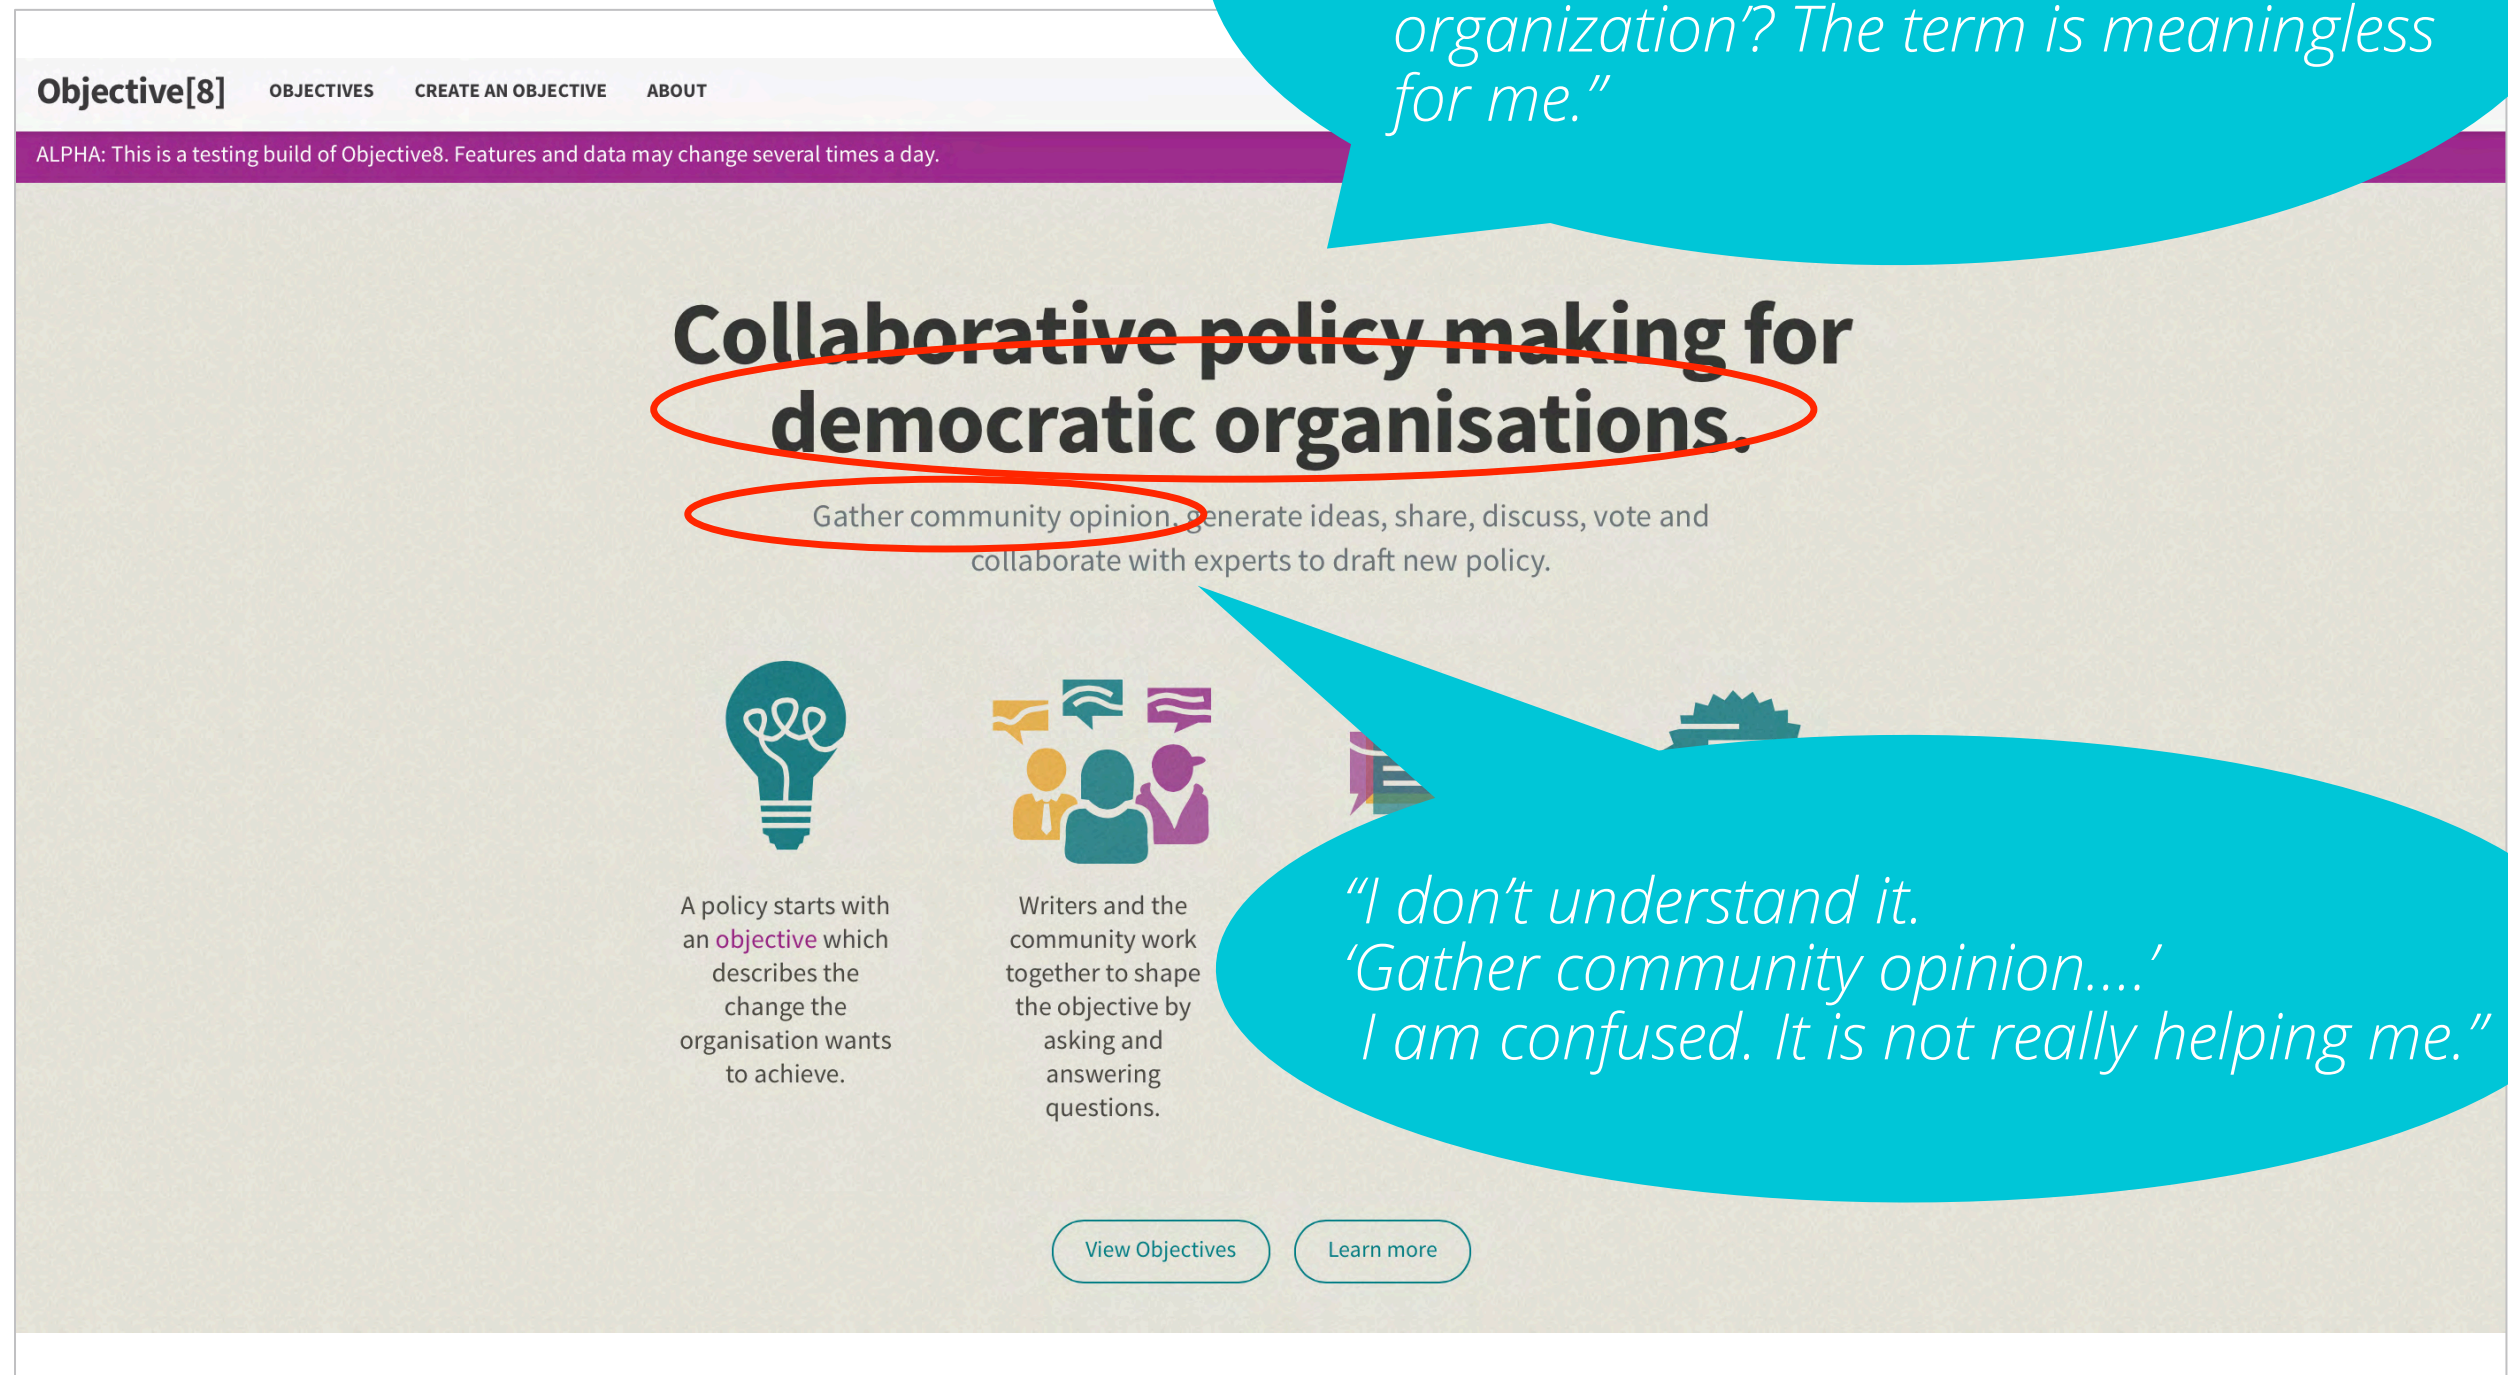 organization’? The term is meaningless
for me.”
Objective[8] OBJECTIVES CREATE AN OBJECTIVE ABOUT
ALPHA: This is a testing build of Objective8. Features and data may change several times a day.
Collaborative policy making for
democratic organisations.
Gather community opinion, generate ideas, share, discuss, vote and
collaborate with experts to draft new policy.
A policy starts with
an objective which
describes the
change the
organisation wants
to achieve.
Writers and the
community work
together to shape
the objective by
asking and
answering
questions.
“I don’t understand it.
‘Gather community opinion....’
I am confused. It is not really helping me.”
View Objectives
Learn more